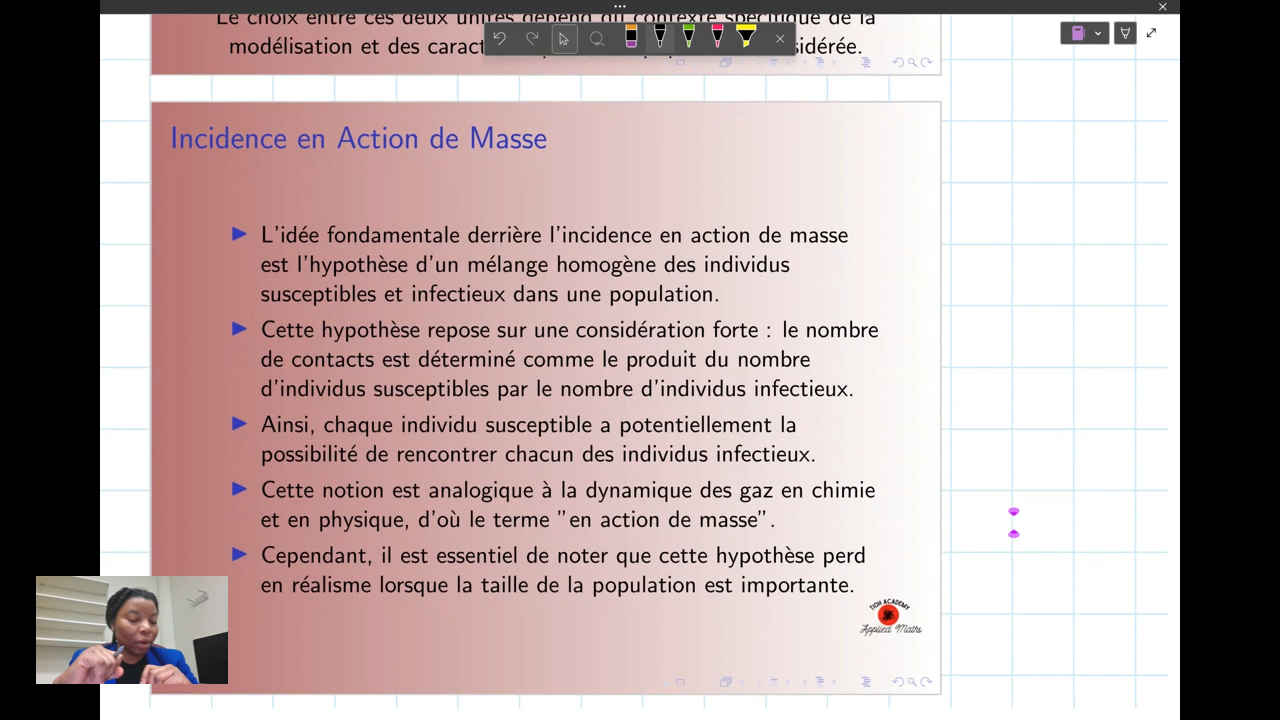 Le choix entre ces deux unités dépend du contexte spécifique de la
modélisation et des caract
sidérée.
Incidence en Action de Masse
L'idée fondamentale derrière l'incidence en action de masse
est l'hypothèse d'un mélange homogène des individus
susceptibles et infectieux dans une population.
Cette hypothèse repose sur une considération forte : le nombre
de contacts est déterminé comme le produit du nombre
d'individus susceptibles par le nombre d'individus infectieux.
Ainsi, chaque individu susceptible a potentiellement la
possibilité de rencontrer chacun des individus infectieux.
Cette notion est analogique à la dynamique des gaz en chimie
et en physique, d'où le terme "en action de masse".
Cependant, il est essentiel de noter que cette hypothèse perd
en réalisme lorsque la taille de la population est importante.
TIOH ACADEMY
Applied Maths